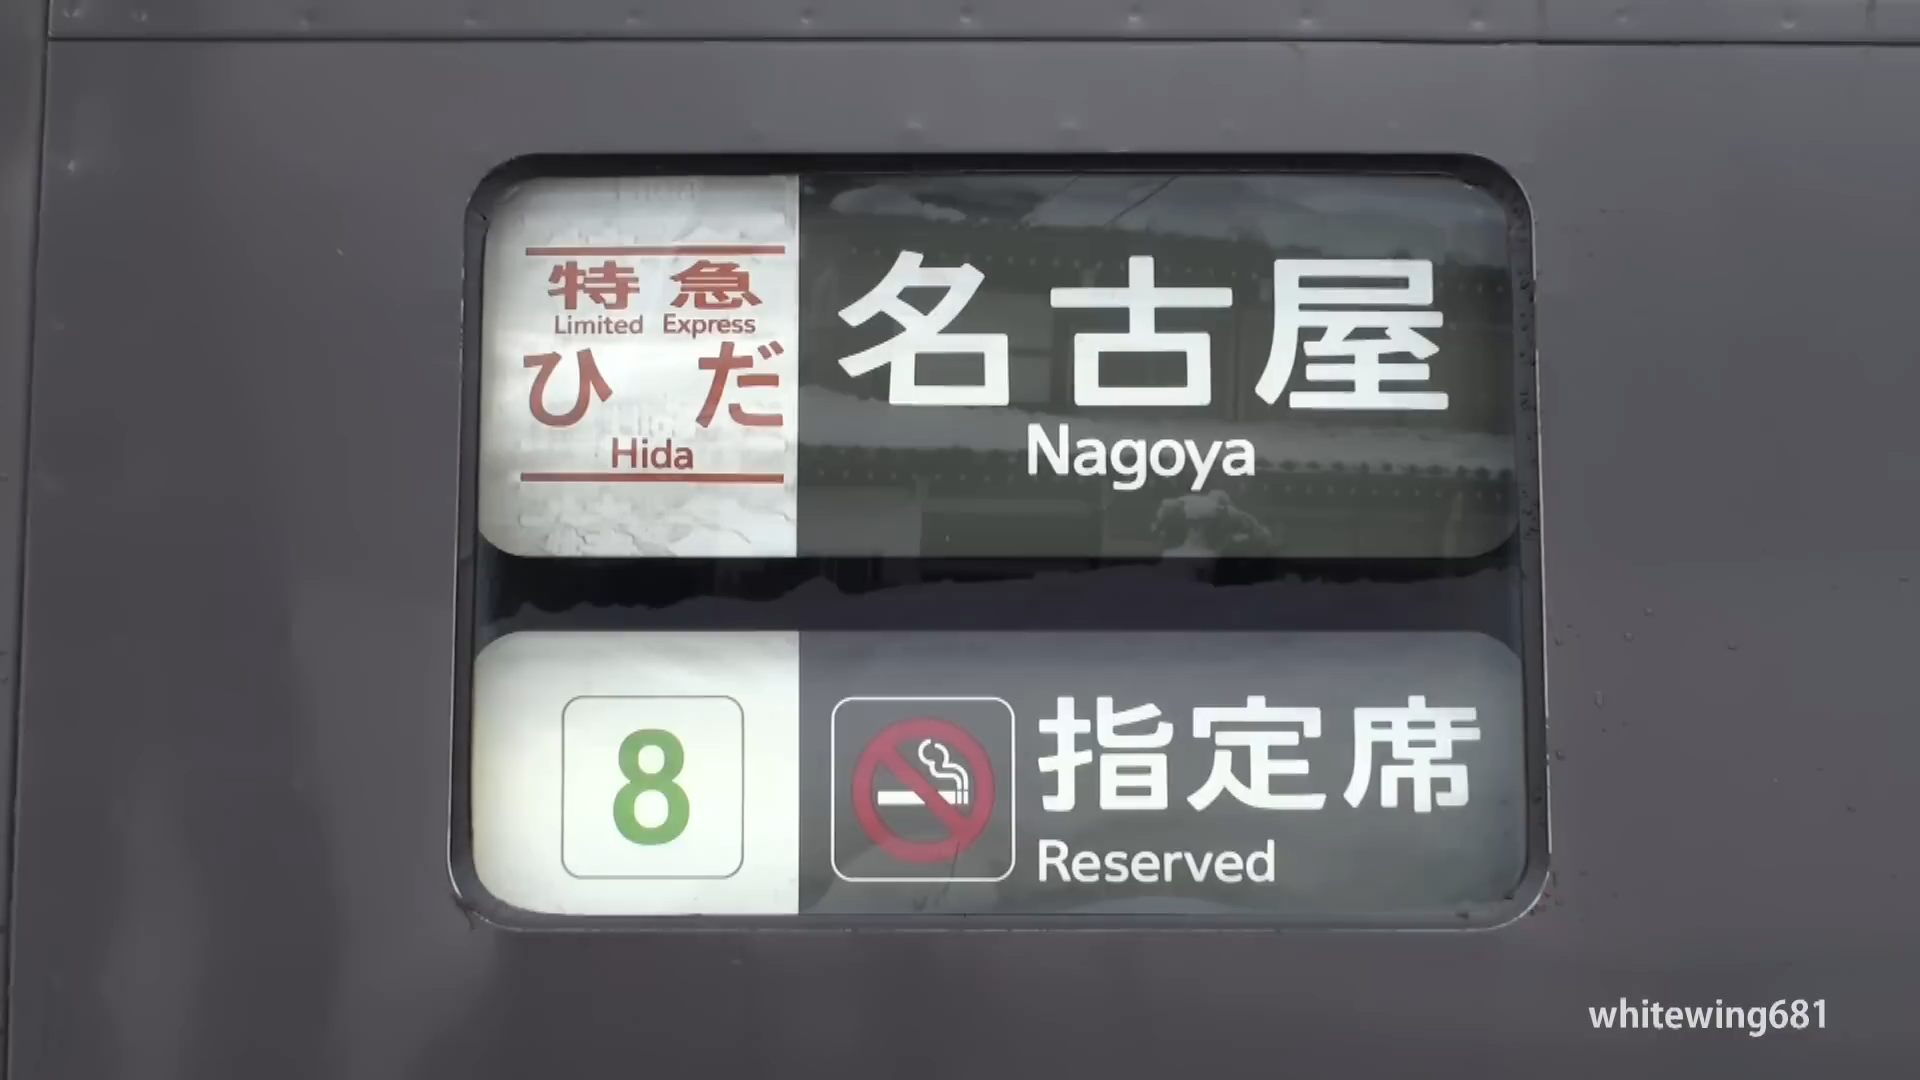 特急
Limited Express
ひだ
Hida
名古屋
Nagoya
8
指定席
Reserved
whitewing681